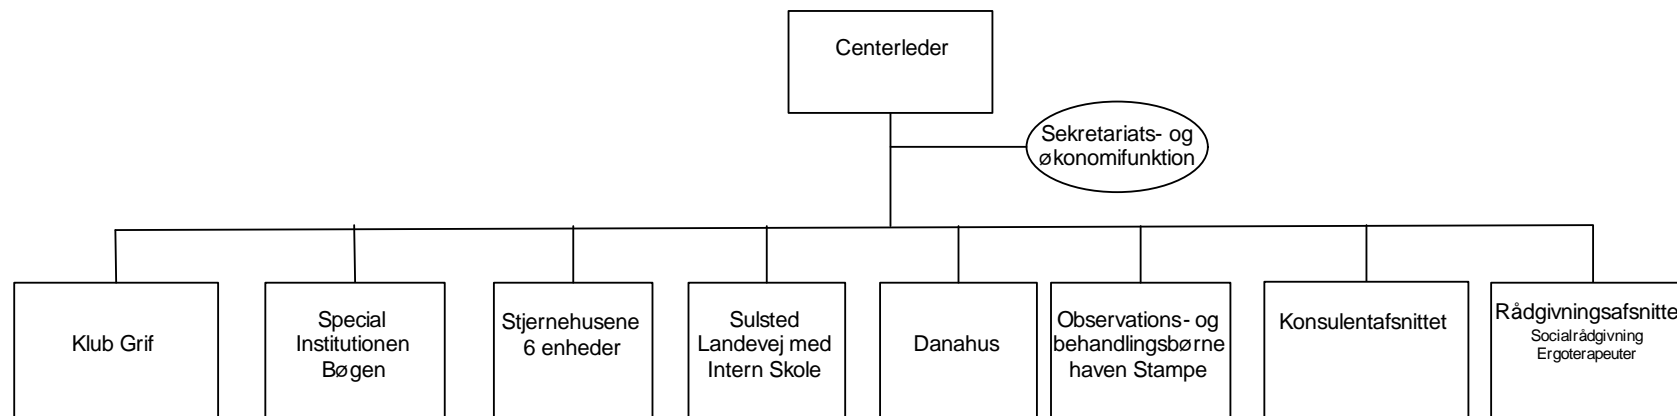 Centerleder
Sekretariats- og
økonomifunktion
Klub Grif
Special
Institutionen
Bøgen
Stjernehusene
6 enheder
Sulsted
Landevej med
Intern Skole
Danahus
Observations- og
behandlingsbørne
haven Stampe
Konsulentafsnittet
Rådgivningsafsnitte
Socialrådgivning
Ergoterapeuter